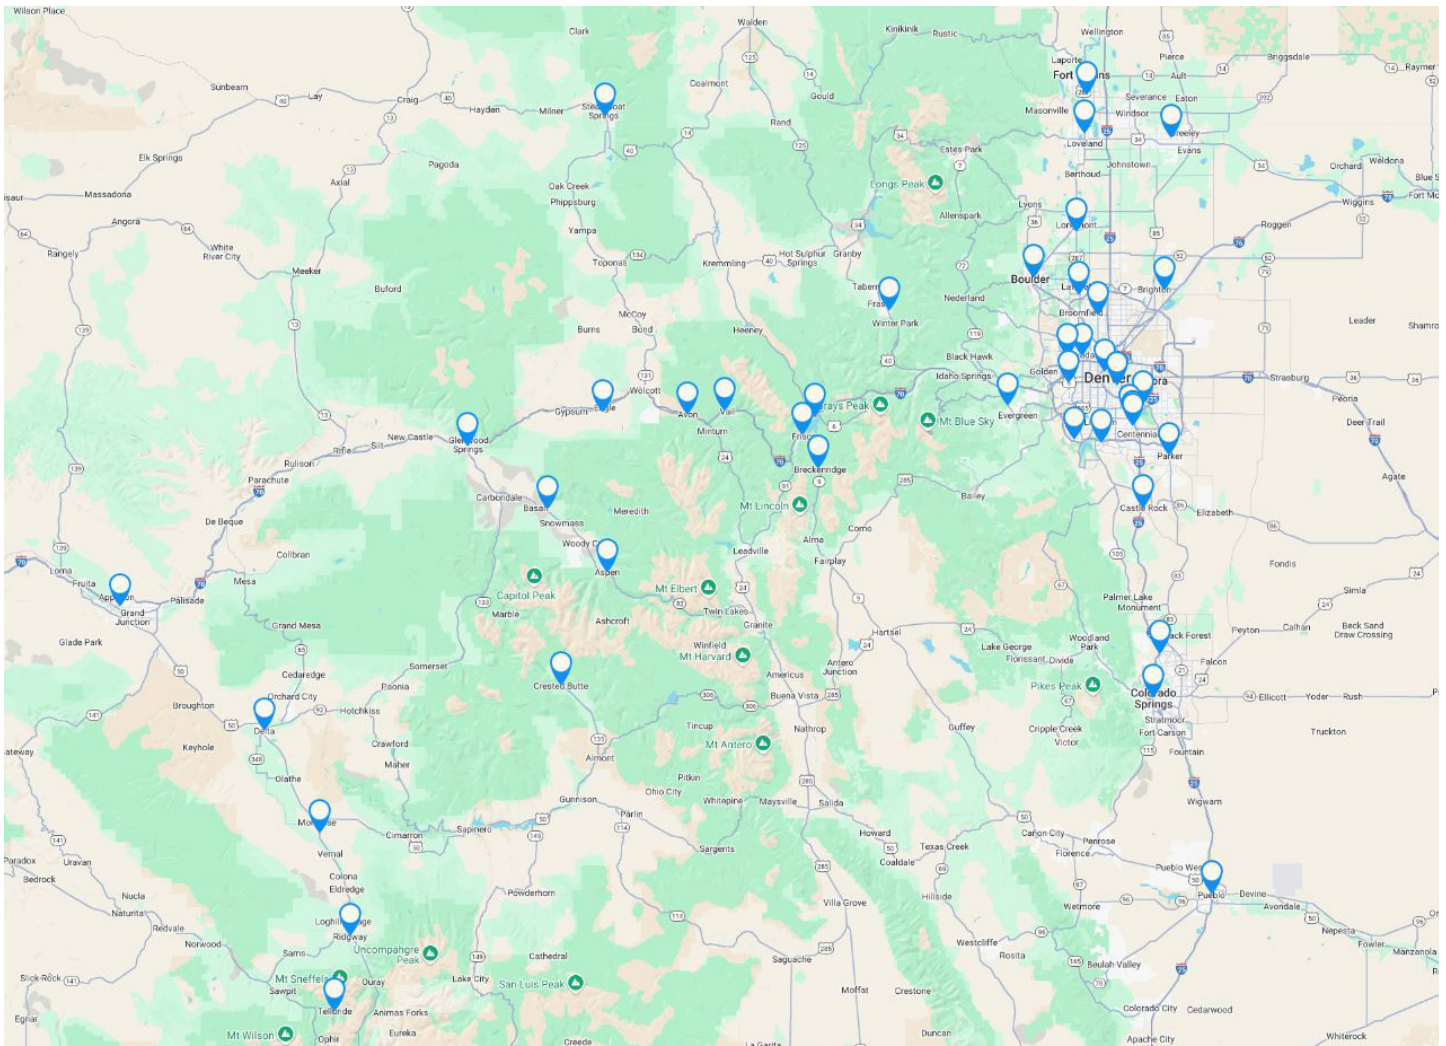 Wilson Place
Walden
Clark
Kinikinik
Rustic
Wellington
Pierce
Briggsdale
Laporte
Ault
Raymer
Sunbeam
Lay
Craig
Hayden
Milner
Springs
Coalmont
Gould
Rand
Masonville
Severance
Eaton
Windsor
Loveland
Evans
Johnstown
Berthoud
Estes Park
Orchard
Weldona
Elk Springs
Pagoda
Axial
Massadona
Oak Creek
Phippsburg
Longs Peak
Lyons
Allenspark
Wiggins
Roggen
Angora
Rangely
White
River City
Yampa
Toponas
Kremmling
Hot Sulphur
Springs
Granby
Meeker
Buford
Boulder
Brighton
Nederland
Broomfield
Winter Park
McCoy
Bond
Burns
Heeney
Leader
Black Hawk
Idaho Springs
Golden
Strasburg
Peoria
Deer Trail
Agate
Wolcott
Gypsum
Avon
Vail
Minturn
Grays Peak
Mt Blue Sky
Evergreen
Centennial
Parker
New Castle
Silt
Rifle
Rulison
Parachute
Springs
Breckenridge
Bailey
Castle Rock
Elizabeth
De Beque
Carbondale
Snowmass
Meredith
Mt Lincoln
Alma
Como
Fairplay
Leadville
Collbran
Mesa
Loma
Fruita
Palisade
Grand
Junction
Aspen
Capitol Peak
Marble
Ashcroft
Mt Elbert
Twin Lakes
Granite
Fondis
Simla
Palmer Lake
Monument
Peyton
Calhan
Beck Sand
Draw Crossing
Glade Park
Grand Mesa
Winfield
Mt Harvard
Hartsel
Antero
Junction
Lake George
Florissant
Divide
Woodland
Park
Falcon
Somerset
Paonia
Cedaredge
Orchard City
Hotchkiss
Crested Butte
Americus
Buena Vista
Pikes Peak
Colorado
Springs
Ellicott
Yoder
Rush
Broughton
Keyhole
Delta
Crawford
Maher
Olathe
Tincup
Mt Antero
Nathrop
Guffey
Cripple Creek
Victor
Stratmoor
Fort Carson
Fountain
Truckton
Almont
Pitkin
Ohio City
Gunnison
Whitepine
Maysville
Salida
Wigwam
Cimarron
Sapinero
Parlin
Sargents
Howard
Coaldale
Texas Creek
Cañon City
Florence
Penrose
Paradox
Uravan
Bedrock
Vernal
Colona
Eldredge
Nucla
Naturita
Powderhorn
Villa Grove
Hillside
Wetmore
Pueblo
Devine
Avondale
Nepesta
Fowler
Manzanola
Redvale
Norwood
Sams
Ridgway
Uncompahgre
Peak
Cathedral
Saguache
Westcliffe
Rosita
Beulah Valley
Slick Rock
Sawpit
Ouray
Lake City
San Luis Peak
Moffat
Crestone
Colorado City
Cedarwood
Egnar
Mt Wilson
Telluride
Ophir
Animas Forks
Eureka
Creede
La Garita
Duncan
Apache City
Whiterock